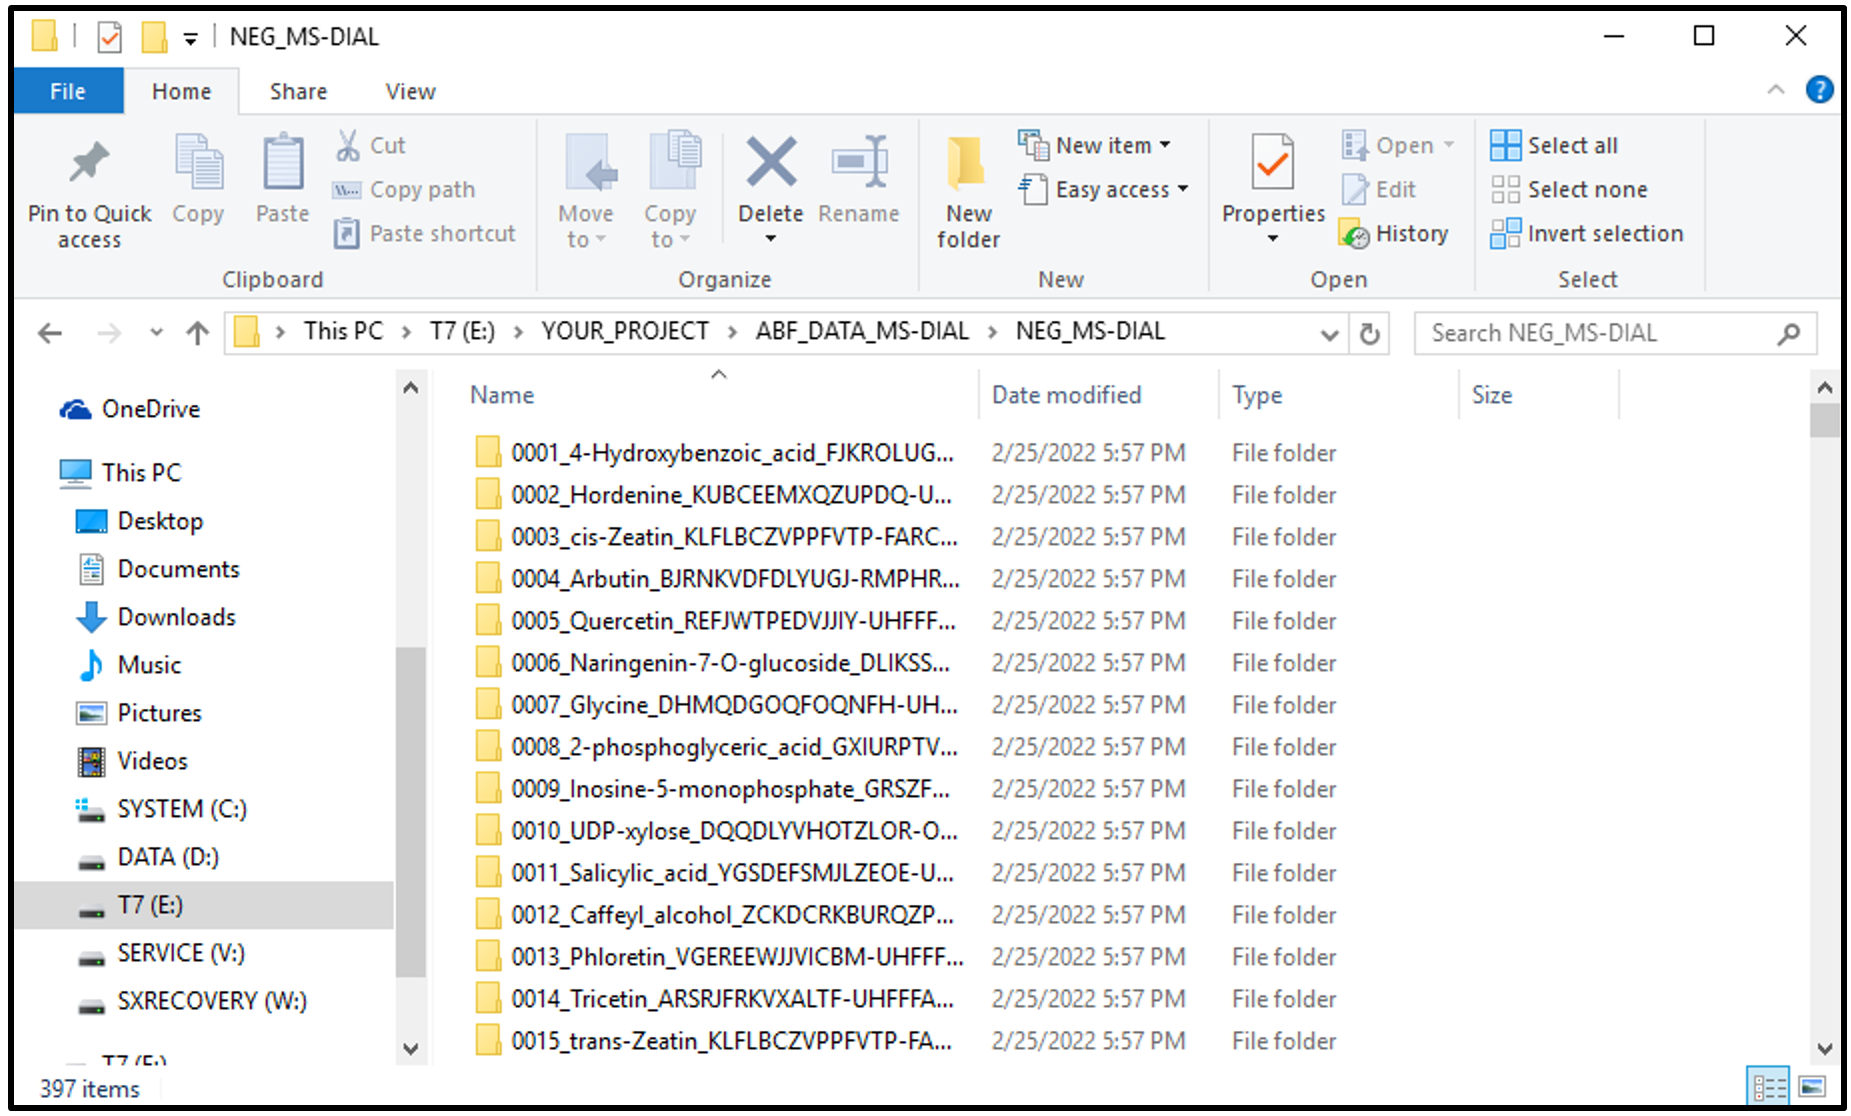 NEG_MS-DIAL
File Home Share View
Pin to Quick access
Copy
Paste
Cut
Copy path
Paste shortcut
Clipboard
Move to
Copy to
Delete
Rename
Organize
New folder
New item
Easy access
New
Properties
Open
Edit
History
Open
Select all
Select none
Invert selection
Select
This PC > T7 (E:) > YOUR_PROJECT > ABF_DATA_MS-DIAL > NEG_MS-DIAL
Search NEG_MS-DIAL
OneDrive
This PC
Desktop
Documents
Downloads
Music
Pictures
Videos
SYSTEM (C:)
DATA (D:)
T7 (E:)
SERVICE (V:)
SXRECOVERY (W:)
T7 (E:)
Name Date modified Type Size
0001_4-Hydroxybenzoic_acid_FJKROLUG... 2/25/2022 5:57 PM File folder
0002_Hordenine_KUBCEEMXQZUPDQ-U... 2/25/2022 5:57 PM File folder
0003_cis-Zeatin_KLFLBCZVPPFVTP-FARC... 2/25/2022 5:57 PM File folder
0004_Arbutin_BJRNKVDFDLYUGJ-RMPHR... 2/25/2022 5:57 PM File folder
0005_Quercetin_REFJWTPEDVJJIY-UHFFF... 2/25/2022 5:57 PM File folder
0006_Naringenin-7-O-glucoside_DLIKSS... 2/25/2022 5:57 PM File folder
0007_Glycine_DHMQDGOQFOQNFH-UH... 2/25/2022 5:57 PM File folder
0008_2-phosphoglyceric_acid_GXIURPTV... 2/25/2022 5:57 PM File folder
0009_Inosine-5-monophosphate_GRSZF... 2/25/2022 5:57 PM File folder
0010_UDP-xylose_DQQDLYVHOTZLOR-O... 2/25/2022 5:57 PM File folder
0011_Salicylic_acid_YGSDEFSMJLZEOE-U... 2/25/2022 5:57 PM File folder
0012_Caffeyl_alcohol_ZCKDCRKBURQZP... 2/25/2022 5:57 PM File folder
0013_Phloretin_VGEREEWJJVICBM-UHFFF... 2/25/2022 5:57 PM File folder
0014_Tricetin_ARSRJFRKVXALTF-UHFFFA... 2/25/2022 5:57 PM File folder
0015_trans-Zeatin_KLFLBCZVPPFVTP-FA... 2/25/2022 5:57 PM File folder
397 items